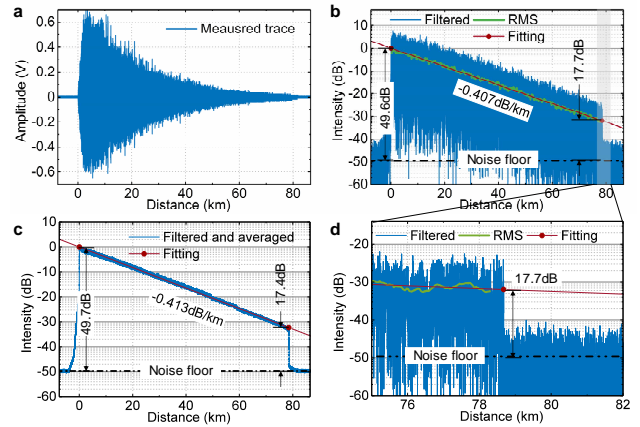 a
Meausred trace
0.6
0.4
0.2
0.0
-0.2
-0.4
-0.6
Amplitude (V)
0 20 40 60 80
Distance (km)
b
Filtered RMS
Fitting
10
0
-10
-20
-30
-40
-50
-60
Intensity (dB)
49.6dB
-0.407dB/km
17.7dB
Noise floor
0 20 40 60 80
Distance (km)
c
Filtered and averaged
Fitting
10
0
-10
-20
-30
-40
-50
-60
Intensity (dB)
49.7dB
-0.413dB/km
17.4dB
Noise floor
0 20 40 60 80
Distance (km)
d
Filtered RMS Fitting
-20
-30
-40
-50
-60
Intensity (dB)
17.7dB
Noise floor
76 78 80 82
Distance (km)